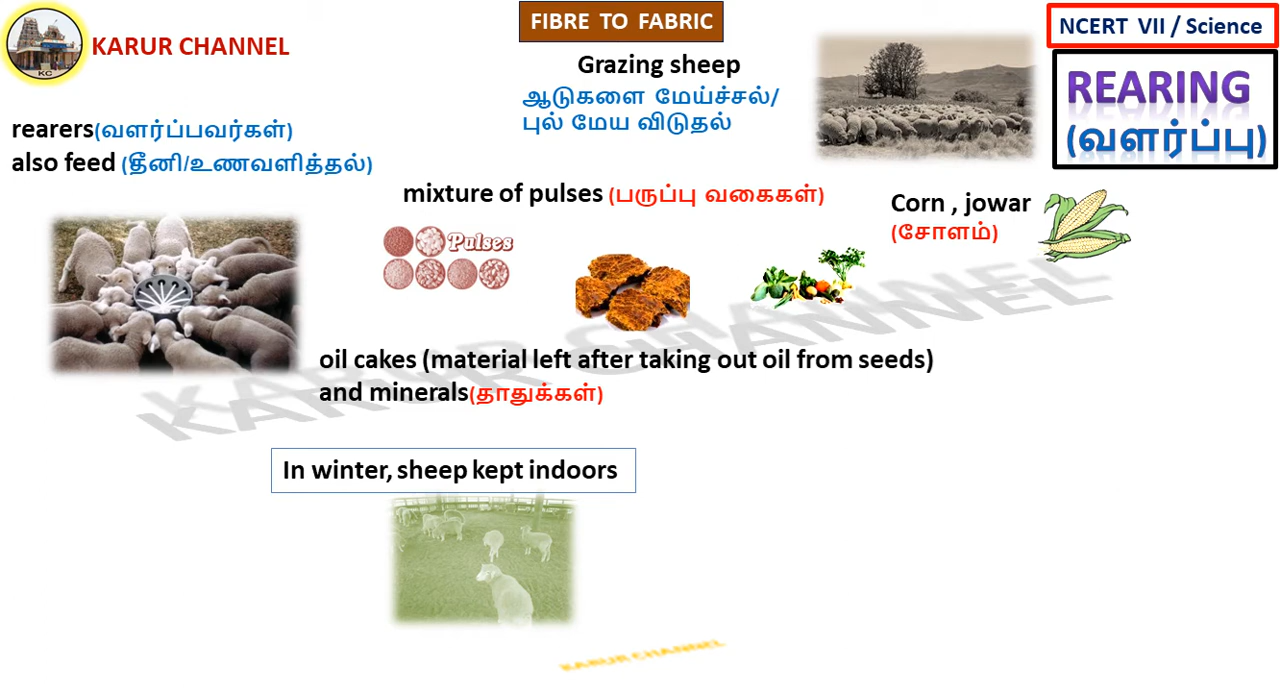 KARUR CHANNEL
KC
FIBRE TO FABRIC
NCERT VII / Science
REARING
(வளர்ப்பு)
Grazing sheep
ஆடுகளை மேய்ச்சல்/
புல் மேய விடுதல்
rearers(வளர்ப்பவர்கள்)
also feed (தீனி/உணவளித்தல்)
mixture of pulses (பருப்பு வகைகள்)
Corn , jowar
(சோளம்)
Pulses
KARUR CHANNEL
oil cakes (material left after taking out oil from seeds)
and minerals(தாதுக்கள்)
In winter, sheep kept indoors
KARUR CHANNEL